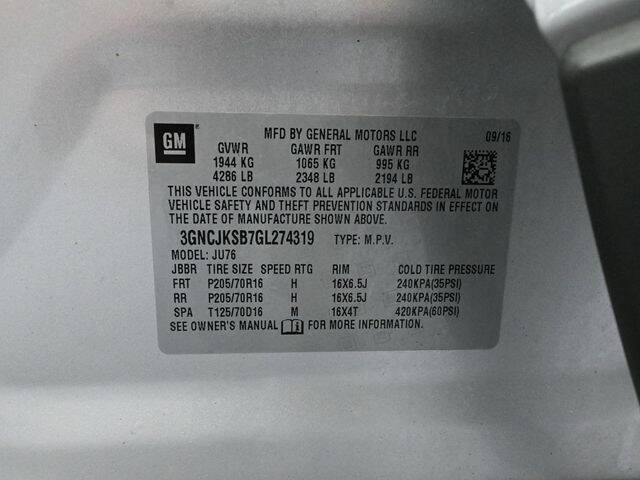 GM MFD BY GENERAL MOTORS LLC 09/16
GVWR GAWR FRT GAWR RR
1944 KG 1065 KG 995 KG
4286 LB 2348 LB 2194 LB
THIS VEHICLE CONFORMS TO ALL APPLICABLE U.S. FEDERAL MOTOR
VEHICLE SAFETY AND THEFT PREVENTION STANDARDS IN EFFECT ON
THE DATE OF MANUFACTURE SHOWN ABOVE.
3GNCJKSB7GL274319 TYPE: M.P.V.
MODEL: JU76
JBBR TIRE SIZE SPEED RTG RIM COLD TIRE PRESSURE
FRT P205/70R16 H 16X6.5J 240KPA(35PSI)
RR P205/70R16 H 16X6.5J 240KPA(35PSI)
SPA T125/70D16 M 16X4T 420KPA(60PSI)
SEE OWNER'S MANUAL FOR MORE INFORMATION.